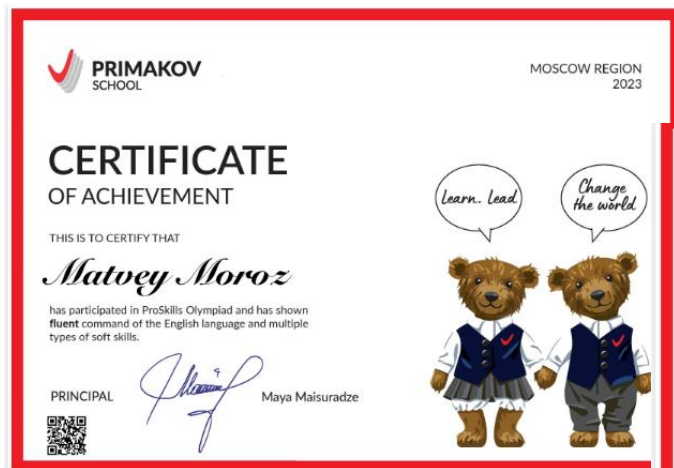 PRIMAKOV
SCHOOL
MOSCOW REGION
2023
CERTIFICATE
OF ACHIEVEMENT
Learn. Lead
Change
the world
THIS IS TO CERTIFY THAT
Matvey Moroz
has participated in ProSkills Olympiad and has shown
fluent command of the English language and multiple
types of soft skills.
PRINCIPAL
Maya Maisuradze